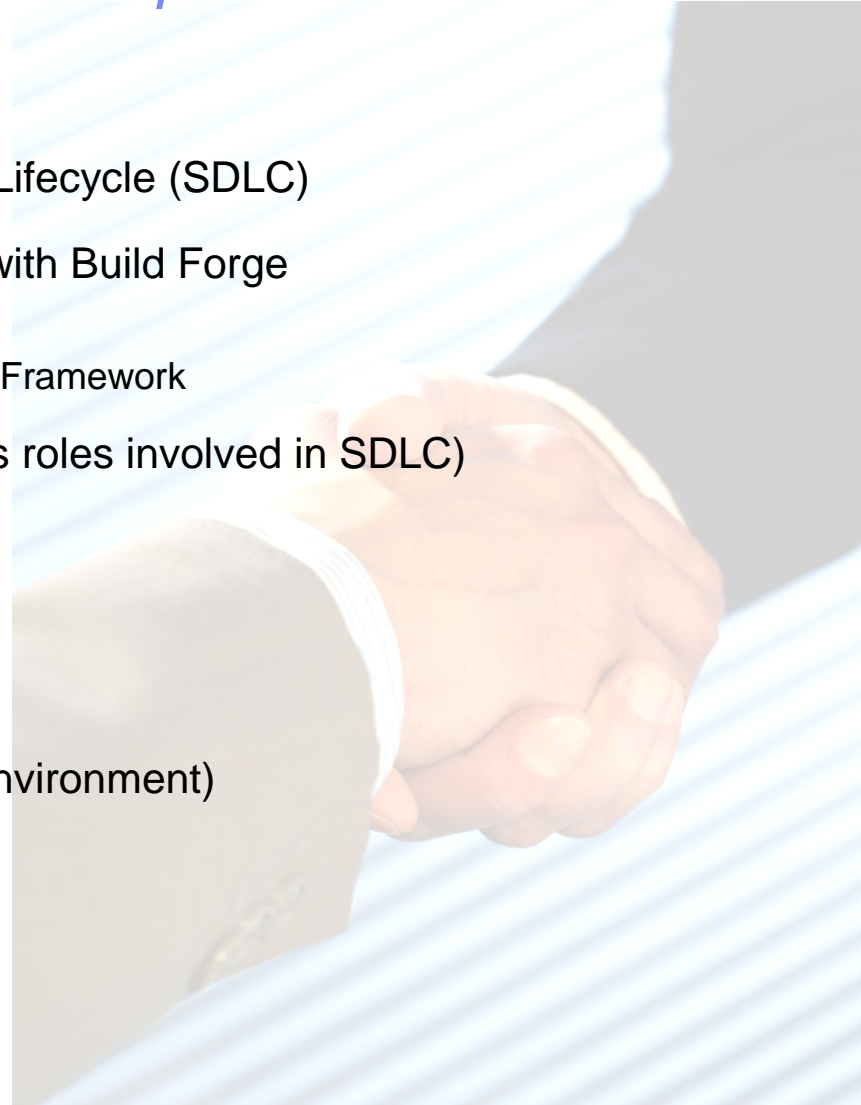 Lifecycle (SDLC)
with Build Forge
Framework
s roles involved in SDLC)
nvironment)